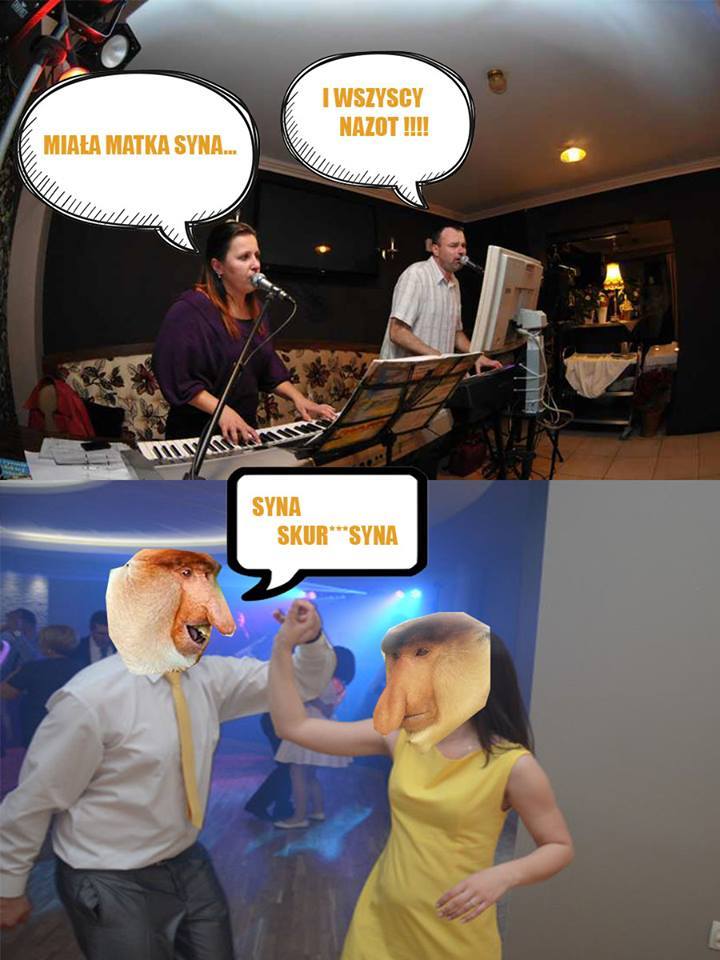 MIAŁA MATKA SYNA...
I WSZYSCY
NAZOT !!!!
SYNA
SKUR***SYNA